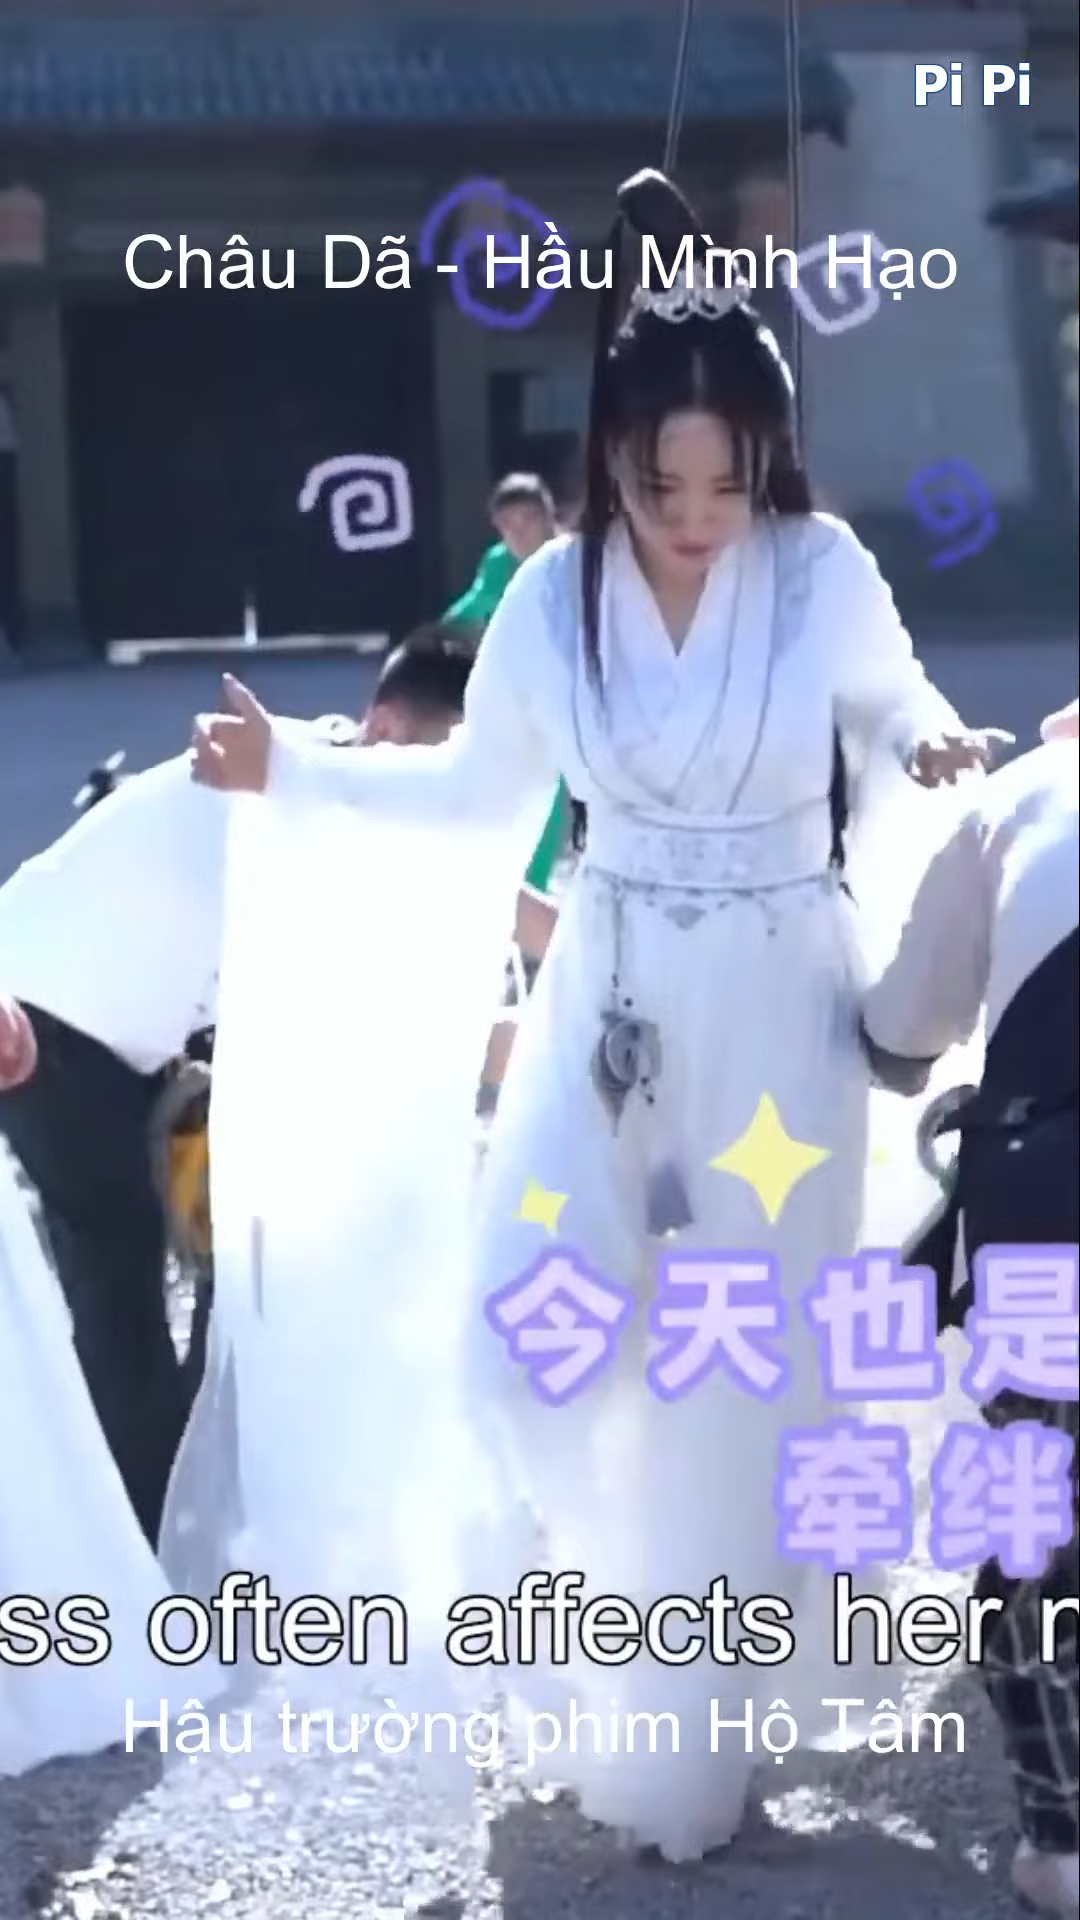 Pi Pi
Châu Dã - Hầu Mình Hạo
今天也是
牵绊
ss often affects her
Hậu trường phim Hộ Tâm